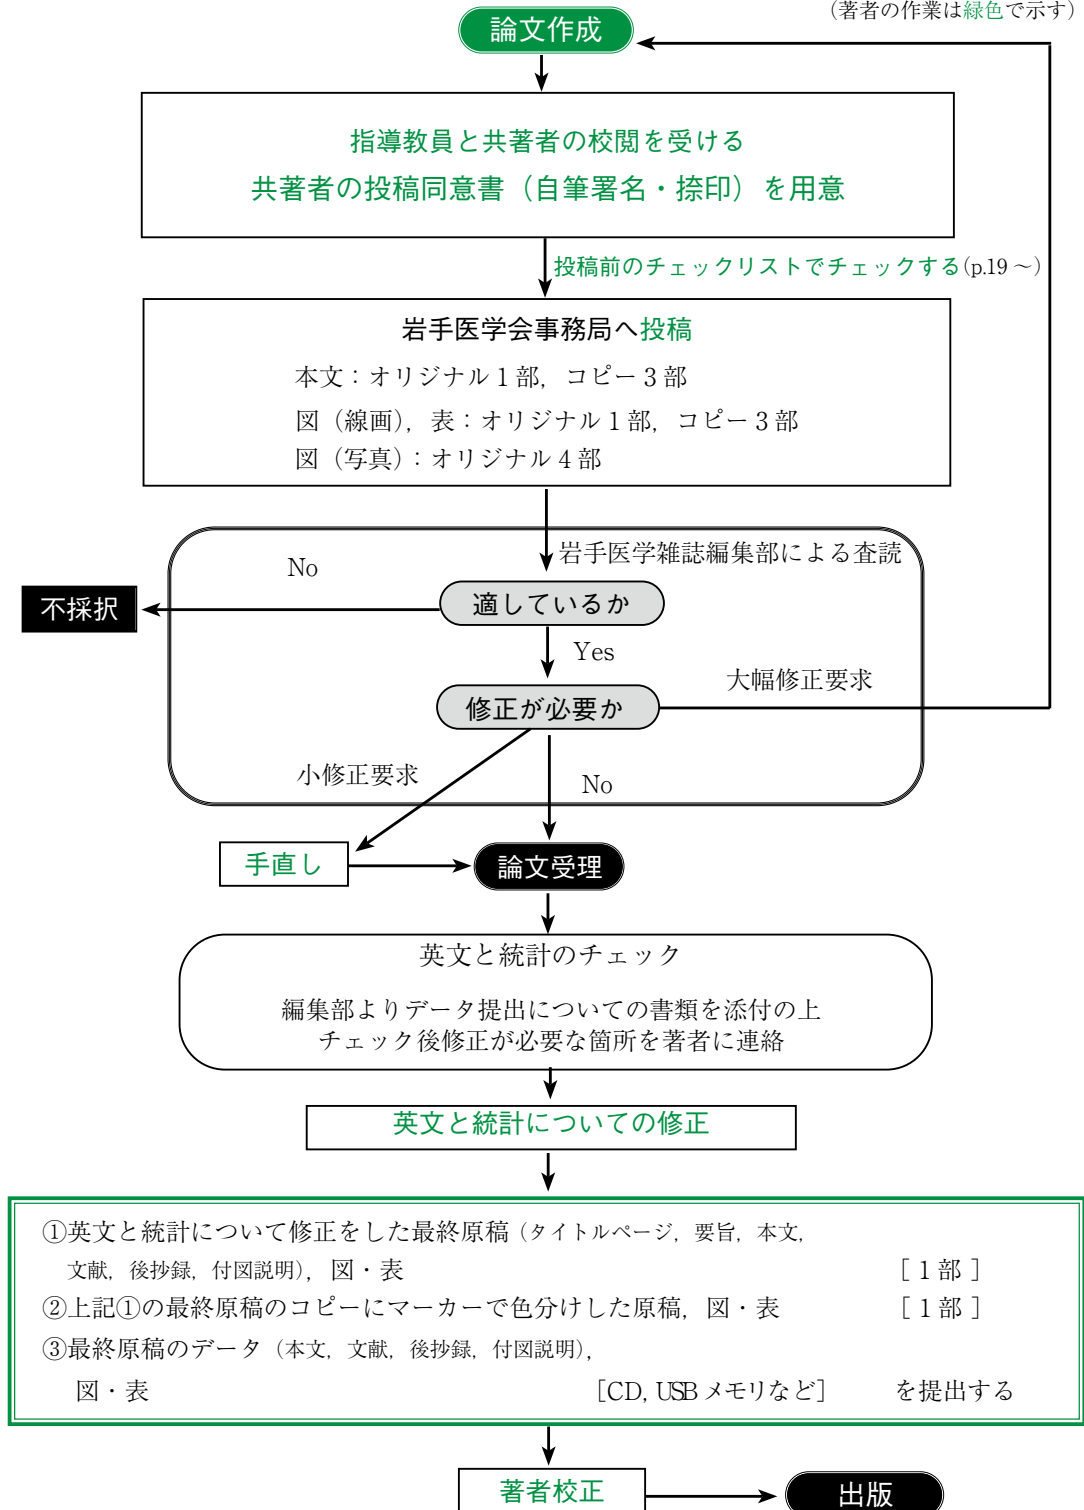 （著者の作業は緑色で示す）
論文作成
指導教員と共著者の校閲を受ける
共著者の投稿同意書（自筆署名・捺印）を用意
投稿前のチェックリストでチェックする(p.19～)
岩手医学会事務局へ投稿
本文：オリジナル１部，コピー３部
図（線画），表：オリジナル１部，コピー３部
図（写真）：オリジナル４部
岩手医学雑誌編集部による査読
No
適しているか
不採択
Yes
大幅修正要求
修正が必要か
小修正要求
No
手直し
論文受理
英文と統計のチェック
編集部よりデータ提出についての書類を添付の上
チェック後修正が必要な箇所を著者に連絡
英文と統計についての修正
①英文と統計について修正をした最終原稿（タイトルページ，要旨，本文，
文献，後抄録，付図説明），図・表 ［１部］
②上記①の最終原稿のコピーにマーカーで色分けした原稿，図・表 ［１部］
③最終原稿のデータ（本文，文献，後抄録，付図説明），
図・表 ［CD, USBメモリなど］ を提出する
著者校正
出版